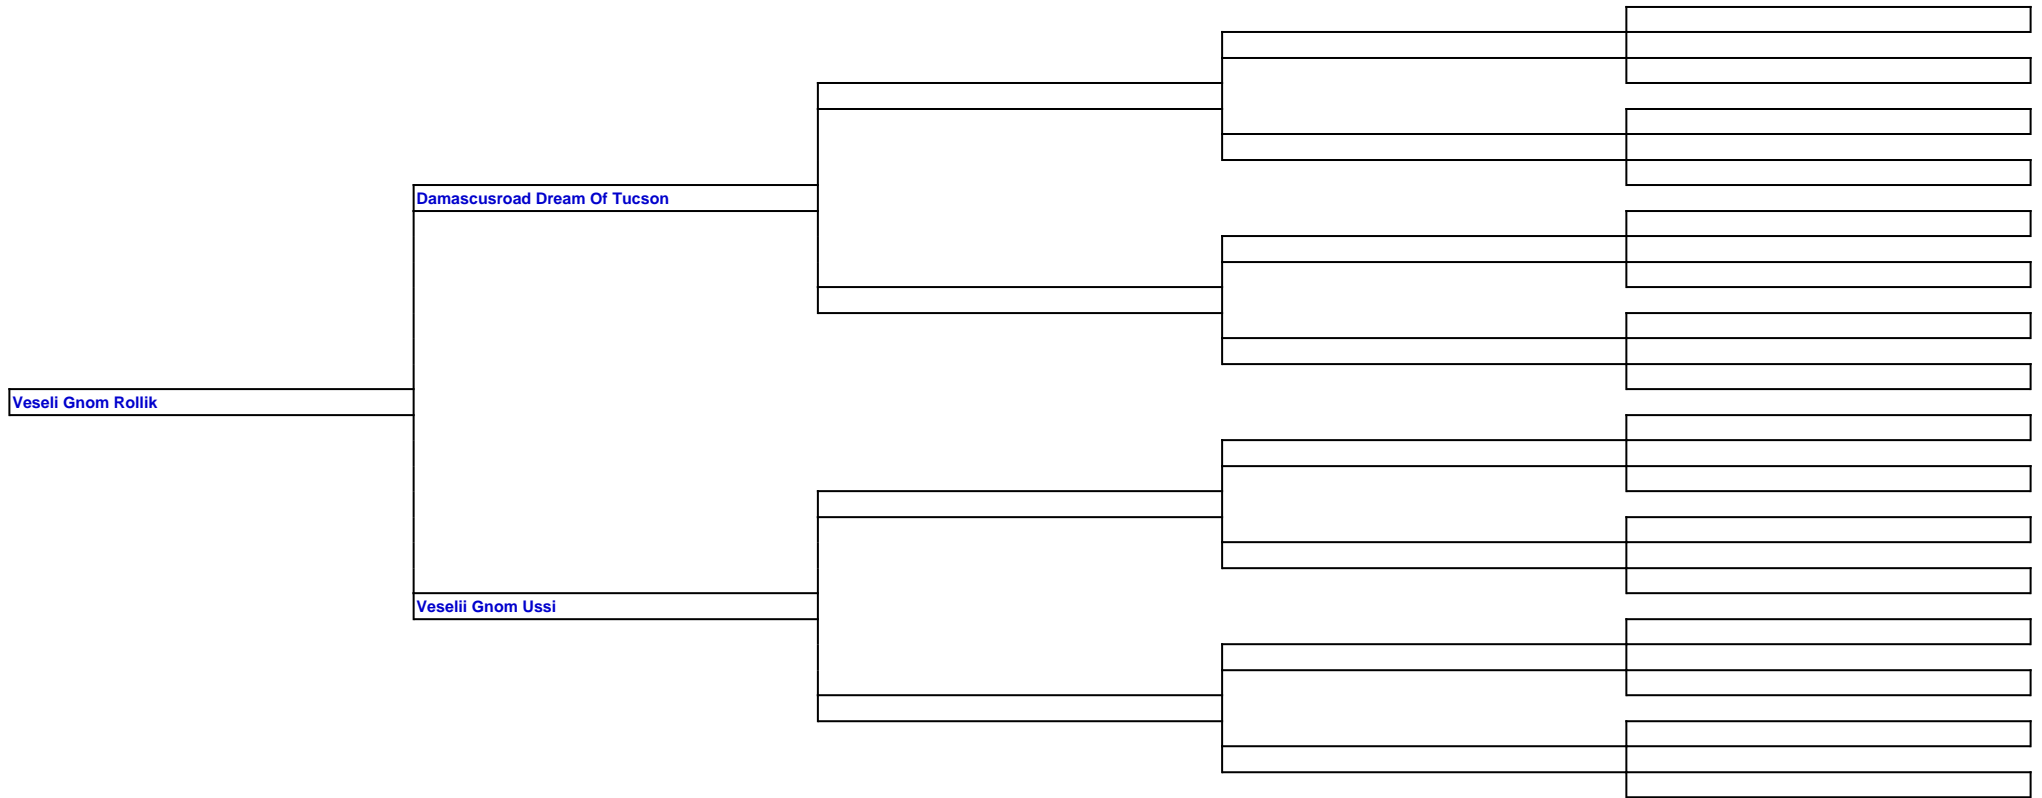 Damascusroad Dream Of Tucson
Veseli Gnom Rollik
Veselii Gnom Ussi